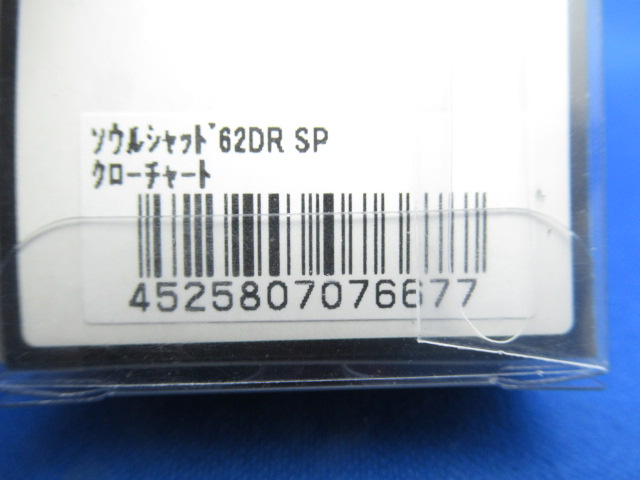 ｿｳﾙｼｬｯﾄﾞ62DR SP
ｸﾛｰﾁｬｰﾄ
4525807076677